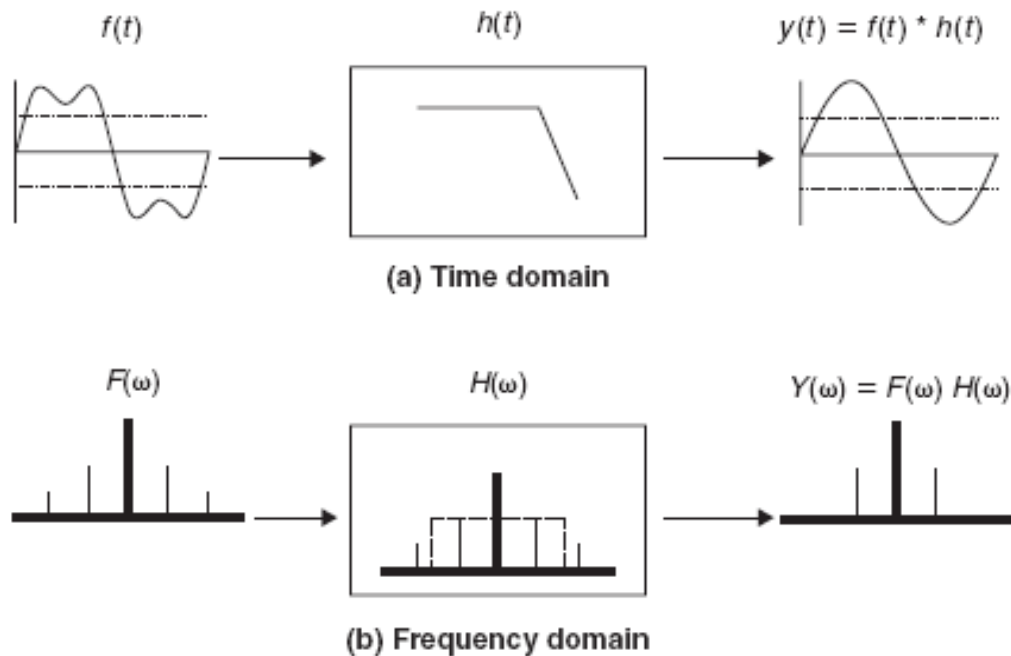 f(t)
h(t)
y(t) = f(t) * h(t)
(a) Time domain
F(ω)
H(ω)
Y(ω) = F(ω) H(ω)
(b) Frequency domain